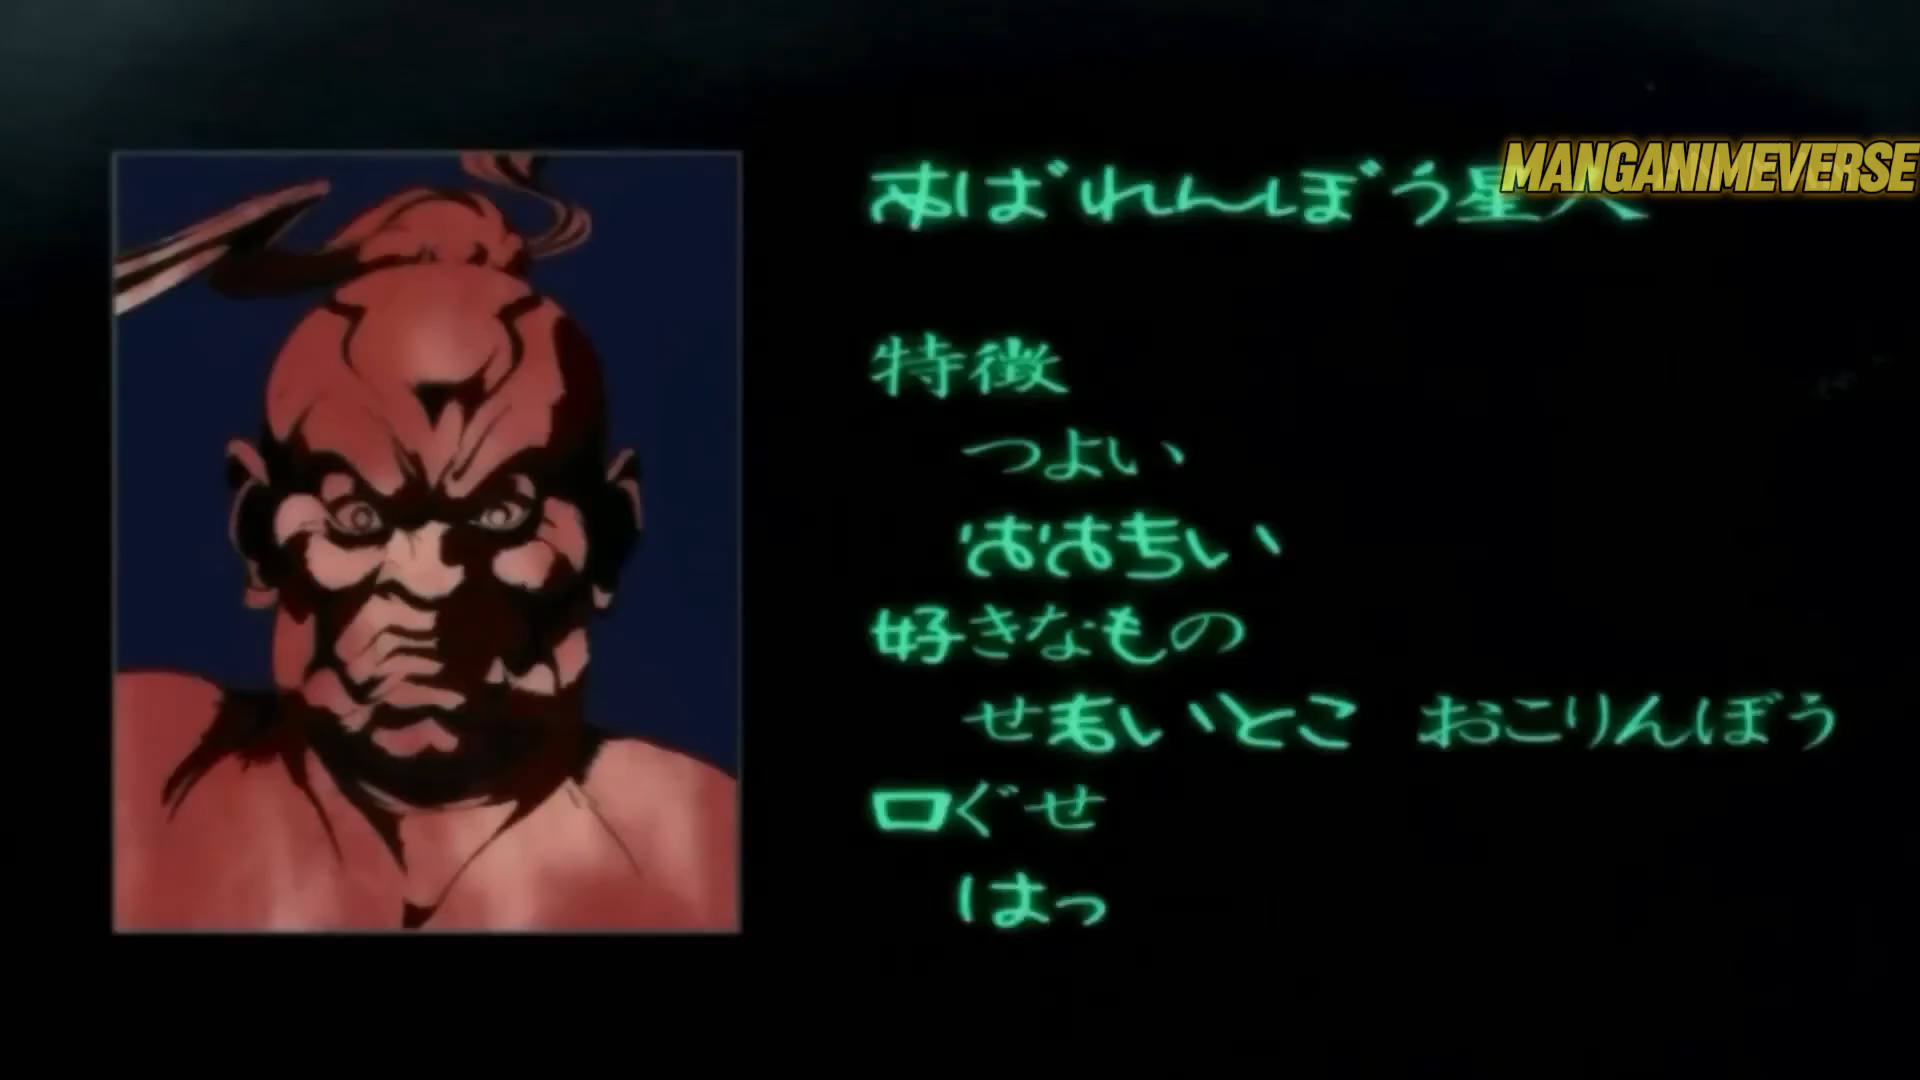 あばれんぼう星人
MANGANIMEVERSE
特徴
つよい
おおきい
好きなもの
せまいとこ おこりんぼう
口ぐせ
はっ